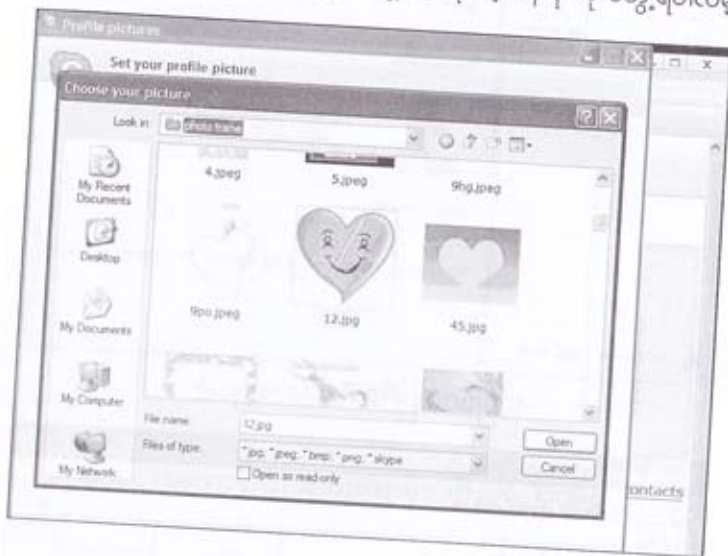 Profile pictures
Set your profile picture
Choose your picture
Look in:
photo frame
My Recent
Documents
Desktop
My Documents
My Computer
My Network
4.jpeg
5.jpeg
9hg.jpeg
9po.jpeg
12.jpg
45.jpg
File name:
12.jpg
Open
Files of type:
*.jpg; *.jpeg; *.bmp; *.png; *.skype
Cancel
Open as read-only
ontacts